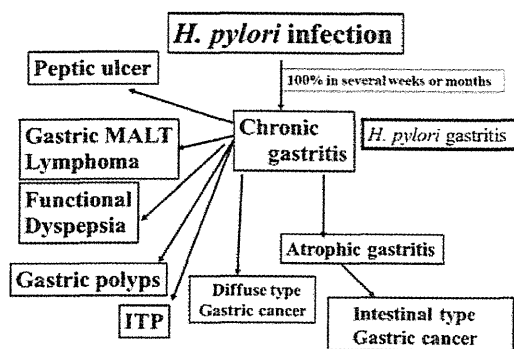 H. pylori infection
100% in several weeks or months
Peptic ulcer
Chronic
gastritis
H. pylori gastritis
Gastric MALT
Lymphoma
Functional
Dyspepsia
Atrophic gastritis
Gastric polyps
Diffuse type
Gastric cancer
ITP
Intestinal type
Gastric cancer